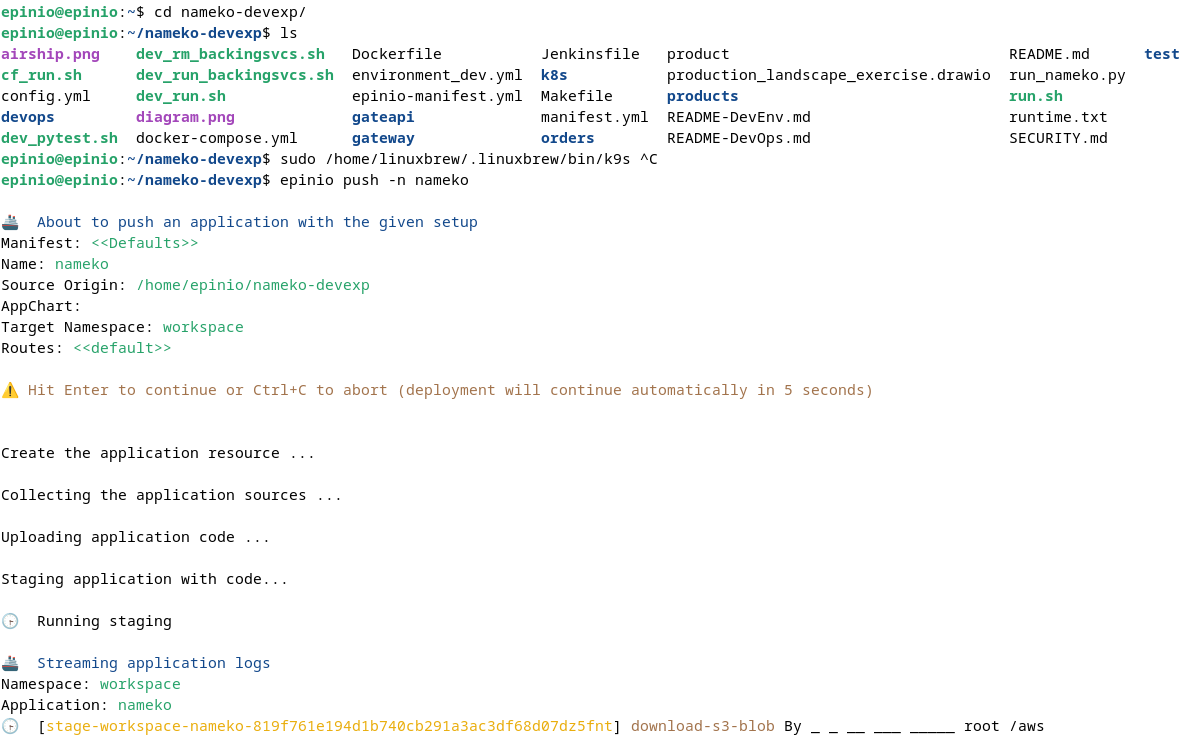 epinio@epinio:~$ cd nameko-devexp/
epinio@epinio:~/nameko-devexp$ ls
airship.png dev_rm_backingsvcs.sh Dockerfile Jenkinsfile product README.md test
cf_run.sh dev_run_backingsvcs.sh environment_dev.yml k8s production_landscape_exercise.drawio run_nameko.py
config.yml dev_run.sh epinio-manifest.yml Makefile products run.sh
devops diagram.png gateapi manifest.yml README-DevEnv.md runtime.txt
dev_pytest.sh docker-compose.yml gateway orders README-DevOps.md SECURITY.md
epinio@epinio:~/nameko-devexp$ sudo /home/linuxbrew/.linuxbrew/bin/k9s ^C
epinio@epinio:~/nameko-devexp$ epinio push -n nameko
🚢 About to push an application with the given setup
Manifest: <<Defaults>>
Name: nameko
Source Origin: /home/epinio/nameko-devexp
AppChart:
Target Namespace: workspace
Routes: <<default>>
⚠️ Hit Enter to continue or Ctrl+C to abort (deployment will continue automatically in 5 seconds)
Create the application resource ...
Collecting the application sources ...
Uploading application code ...
Staging application with code...
🕞 Running staging
🚢 Streaming application logs
Namespace: workspace
Application: nameko
🕞 [stage-workspace-nameko-819f761e194d1b740cb291a3ac3df68d07dz5fnt] download-s3-blob By _ _ __ ___ _____ root /aws